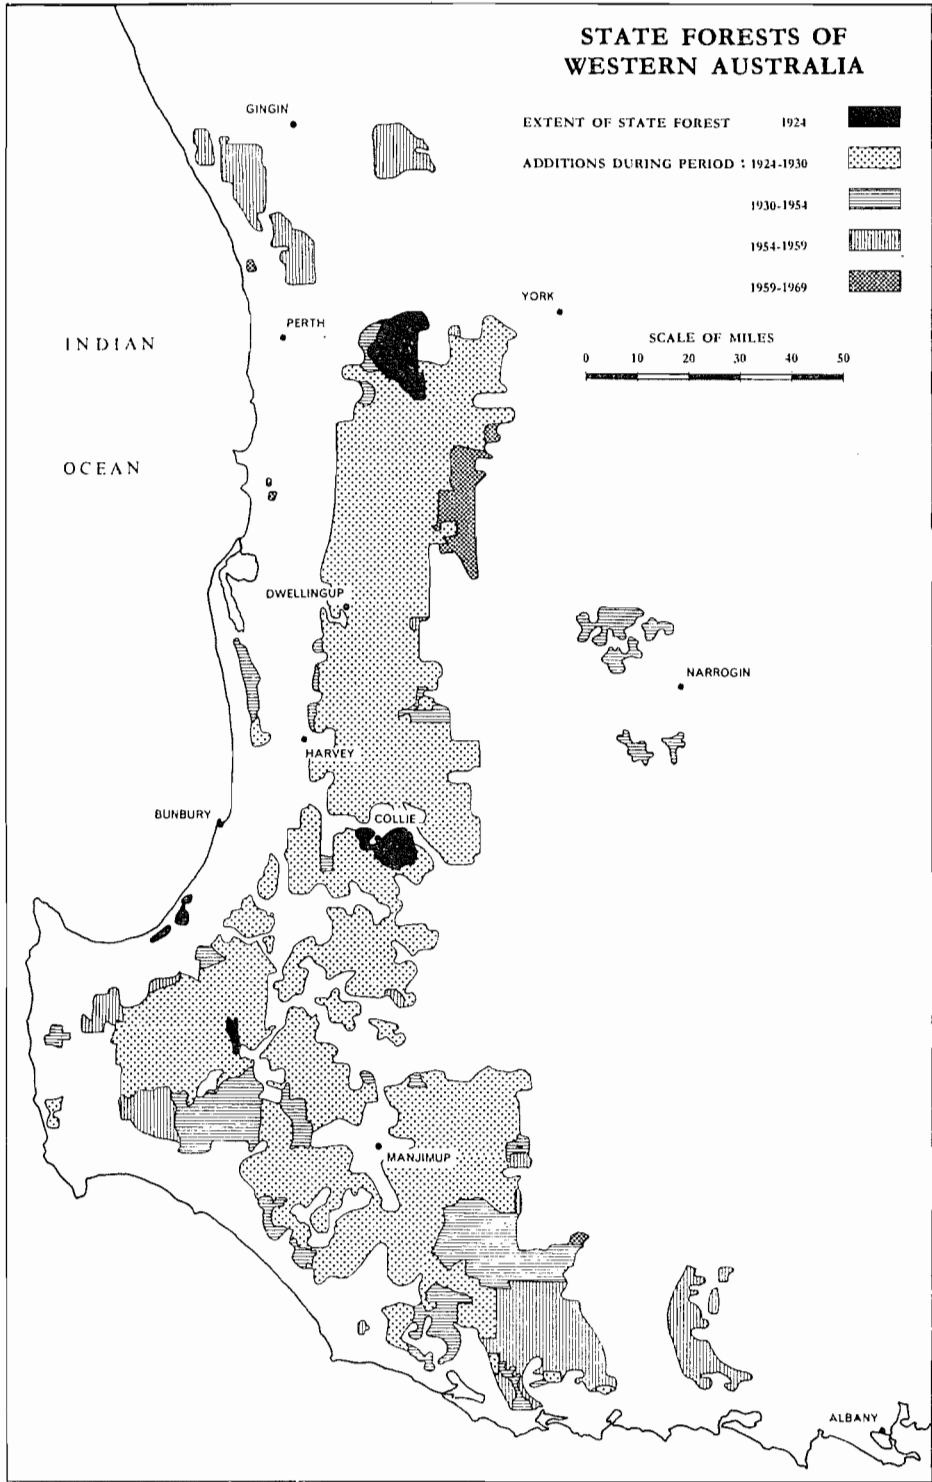 STATE FORESTS OF
WESTERN AUSTRALIA
GINGIN
EXTENT OF STATE FOREST 1924
ADDITIONS DURING PERIOD : 1924-1930
1930-1954
1954-1959
1959-1969
YORK
PERTH
SCALE OF MILES
0 10 20 30 40 50
INDIAN
OCEAN
DWELLINGUP
NARROGIN
HARVEY
BUNBURY
COLLIE
MANJIMUP
ALBANY